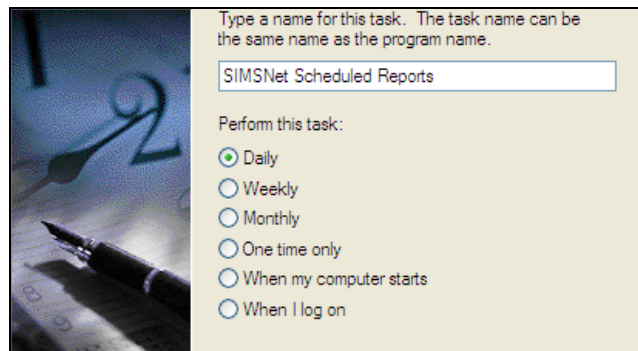 Type a name for this task. The task name can be
the same name as the program name.
SIMSNet Scheduled Reports
Perform this task:
Daily
Weekly
Monthly
One time only
When my computer starts
When I log on
2